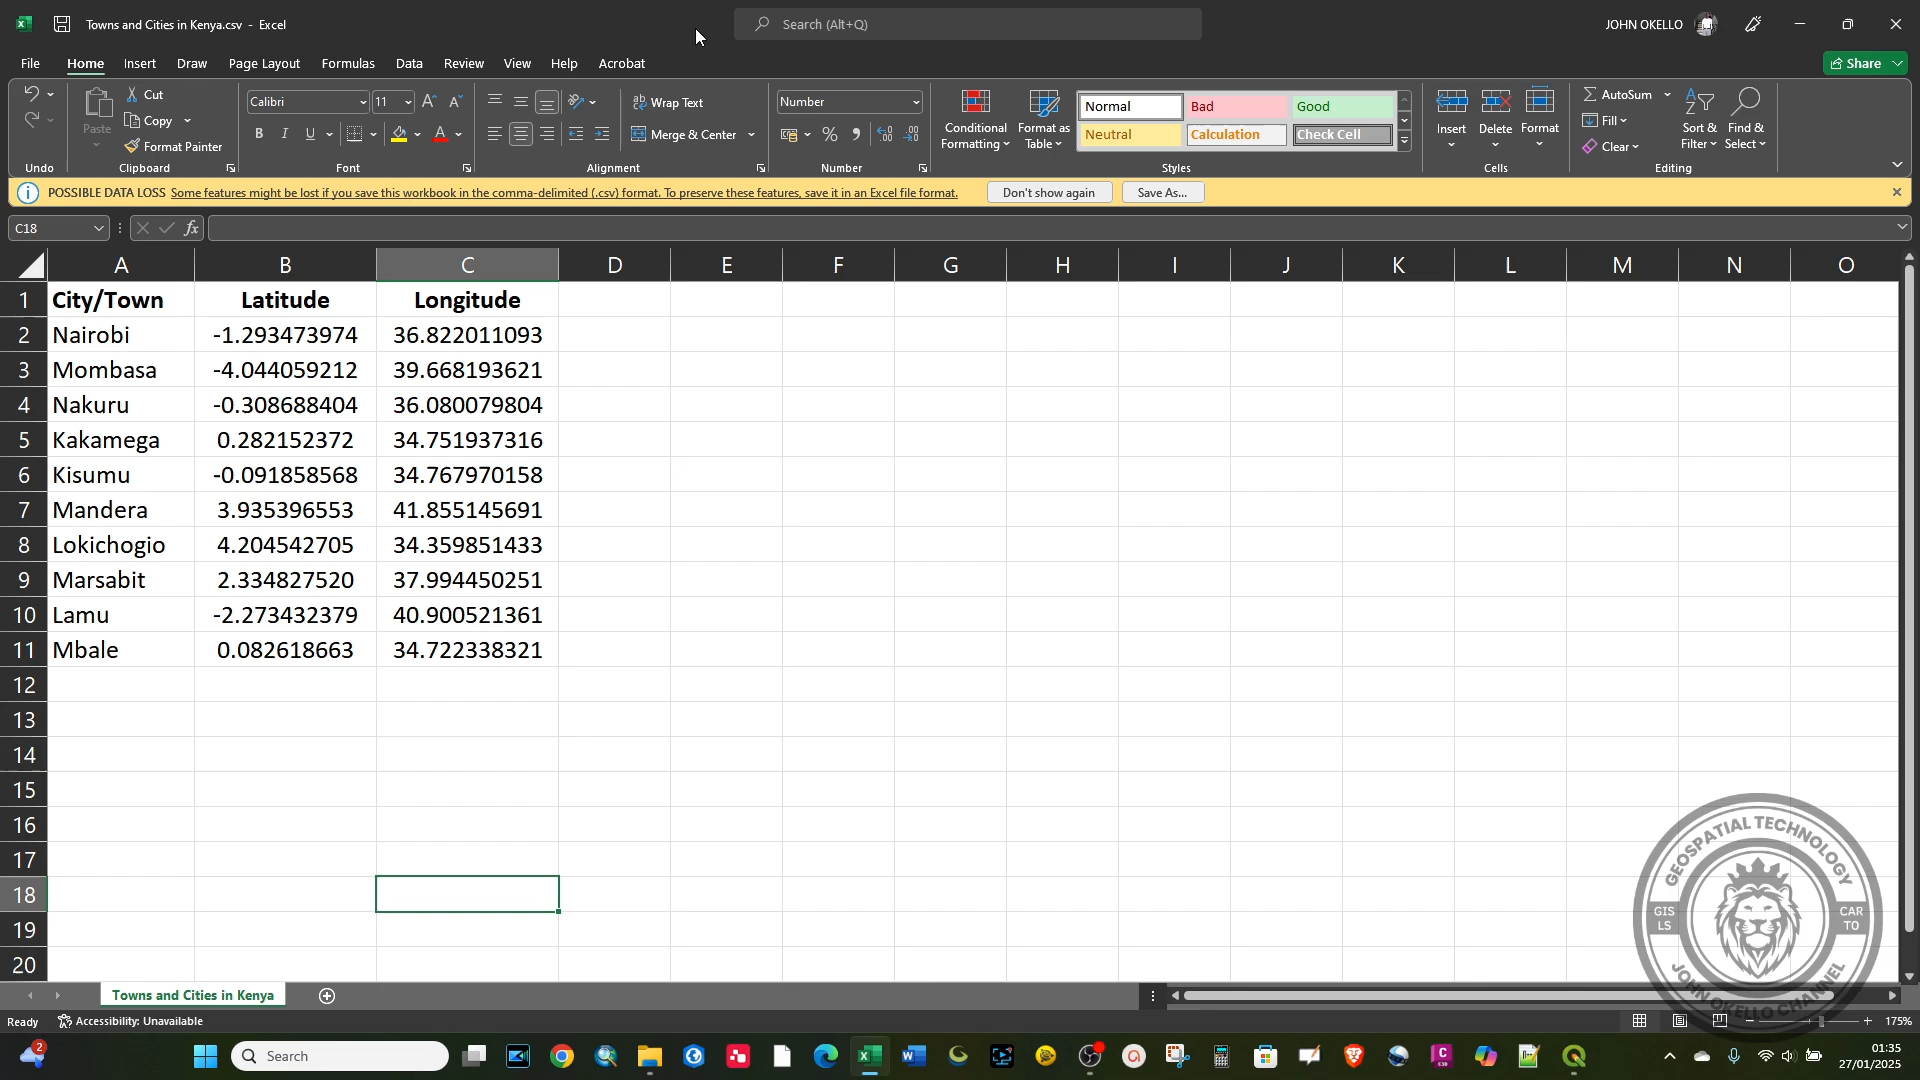 Towns and Cities in Kenya.csv - Excel
Search (Alt+Q)
JOHN OKELLO
File Home Insert Draw Page Layout Formulas Data Review View Help Acrobat
Share
Paste
Cut
Copy
Format Painter
Calibri 11
B I U
Wrap Text
Merge & Center
Number
Conditional Formatting
Format as Table
Normal Bad Good
Neutral Calculation Check Cell
Insert Delete Format
AutoSum
Fill
Clear
Sort & Filter
Find & Select
Undo Clipboard Font Alignment Number Styles Cells Editing
POSSIBLE DATA LOSS Some features might be lost if you save this workbook in the comma-delimited (.csv) format. To preserve these features, save it in an Excel file format. Don't show again Save As...
C18 fx
A B C D E F G H I J K L M N O
1 City/Town Latitude Longitude
2 Nairobi -1.293473974 36.822011093
3 Mombasa -4.044059212 39.668193621
4 Nakuru -0.308688404 36.080079804
5 Kakamega 0.282152372 34.751937316
6 Kisumu -0.091858568 34.767970158
7 Mandera 3.935396553 41.855145691
8 Lokichogio 4.204542705 34.359851433
9 Marsabit 2.334827520 37.994450251
10 Lamu -2.273432379 40.900521361
11 Mbale 0.082618663 34.722338321
12
13
14
15
16
17
18
19
20
GEOSPATIAL TECHNOLOGY
GIS LS
CAR TO
JOHN OKELLO CHANNEL
Towns and Cities in Kenya
Ready Accessibility: Unavailable 175%
2
Search
01:35
27/01/2025